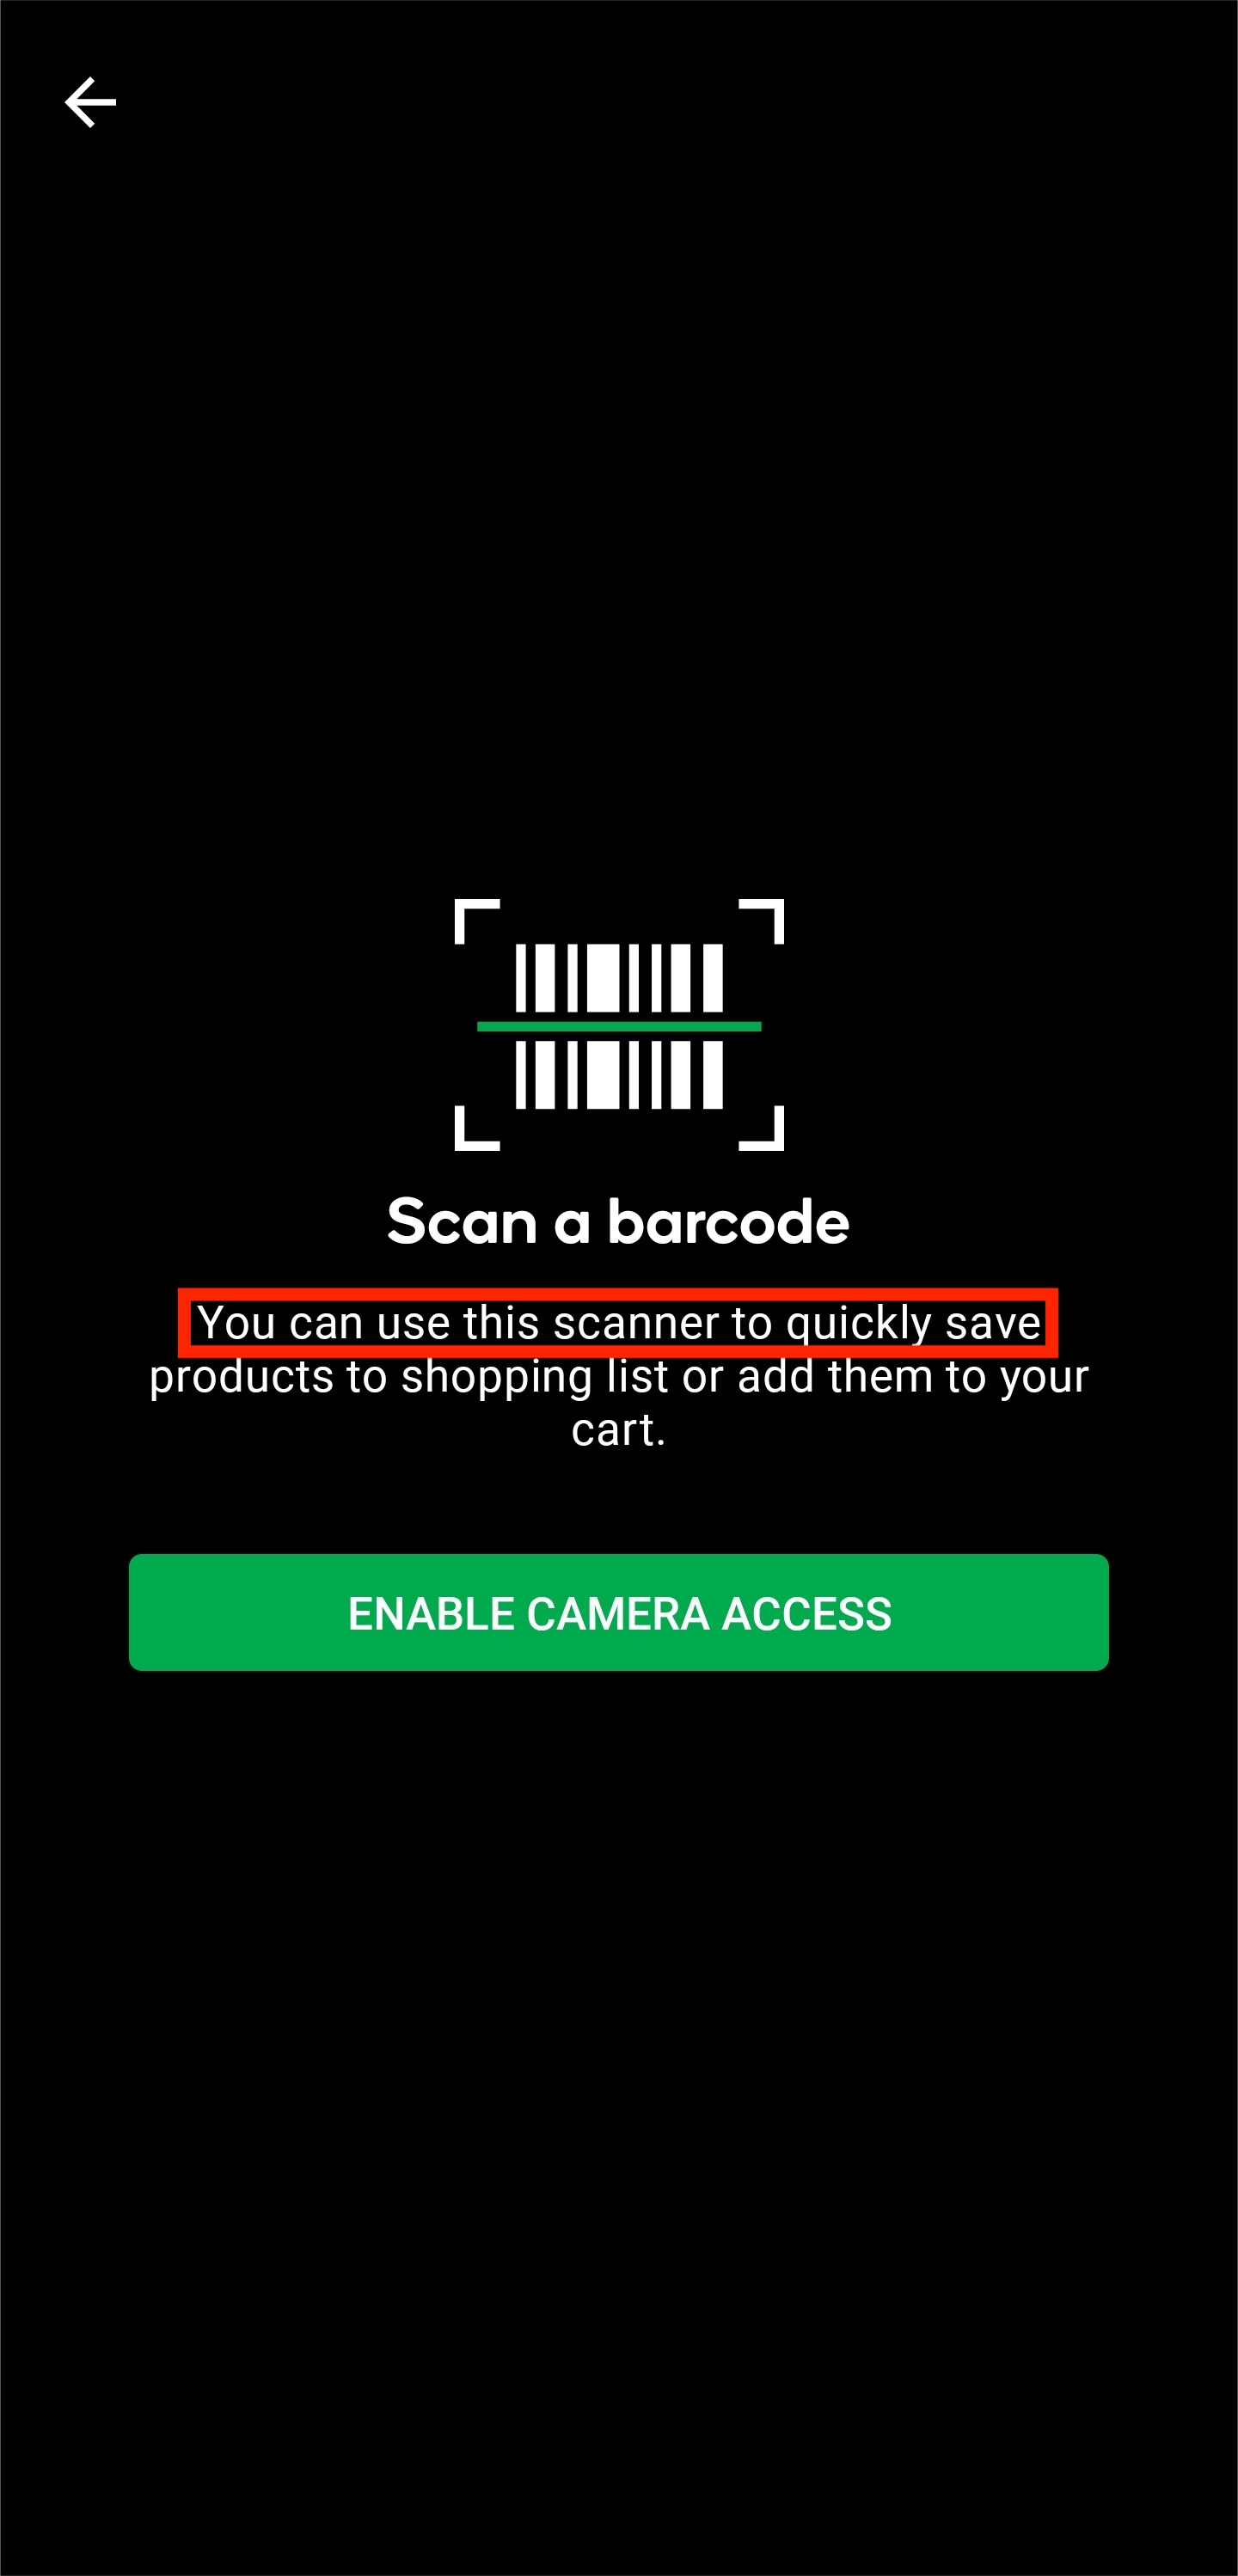 Scan a barcode
You can use this scanner to quickly save
products to shopping list or add them to your
cart.
ENABLE CAMERA ACCESS